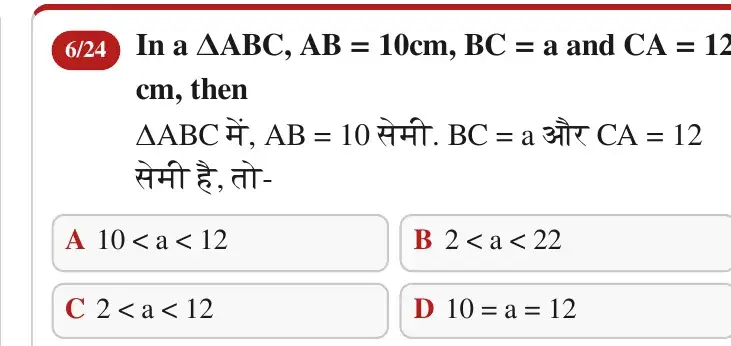 6/24 In a ΔABC, AB = 10cm, BC = a and CA = 12
cm, then
ΔABC में, AB = 10 सेमी. BC = a और CA = 12
सेमी है, तो-
A 10 < a < 12 B 2 < a < 22
C 2 < a < 12 D 10 = a = 12